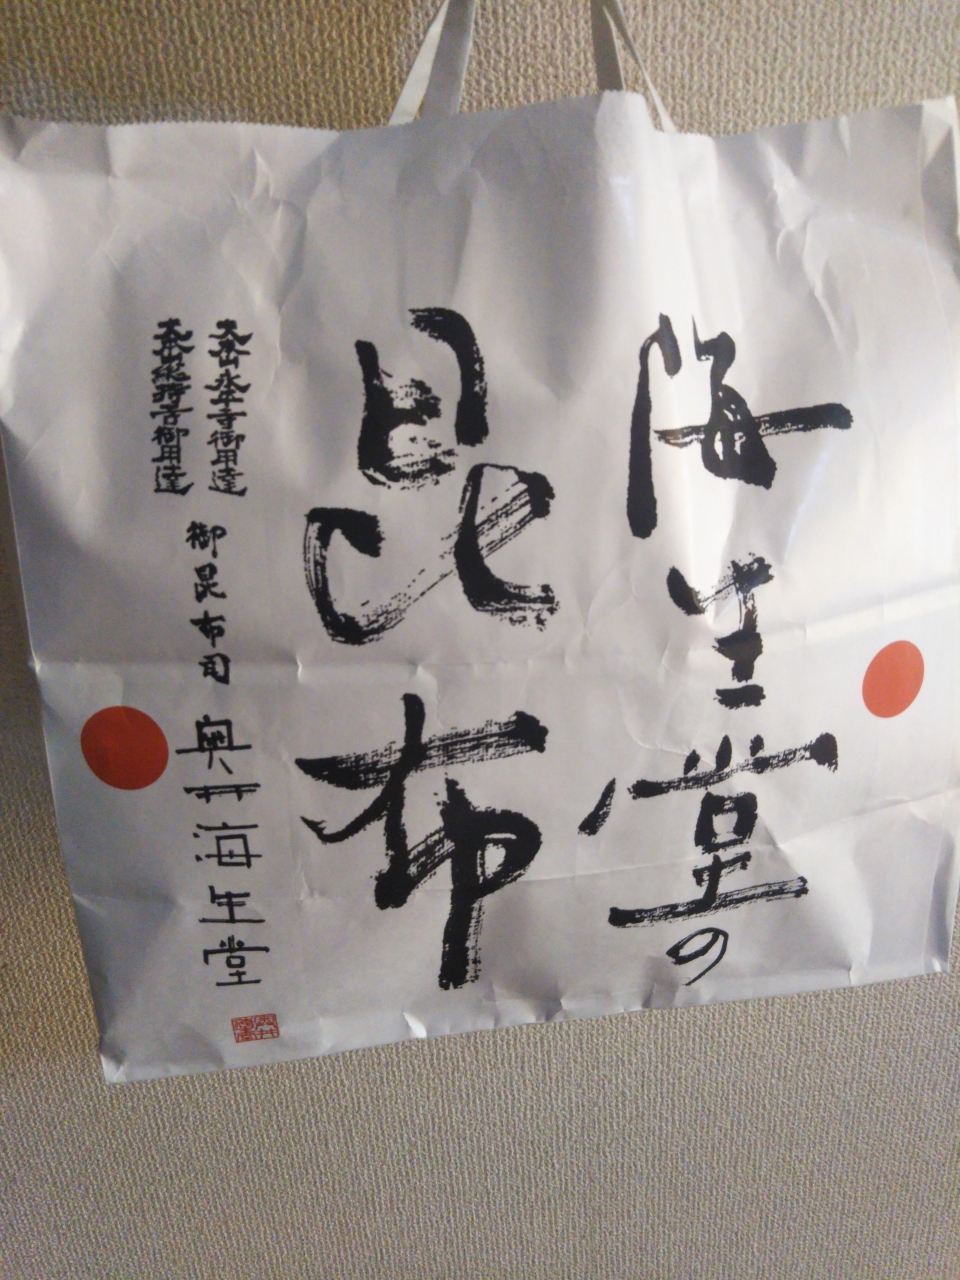 海生堂の
昆布
大本山永平寺御用達
大本山總持寺御用達
御昆布司 奥井海生堂